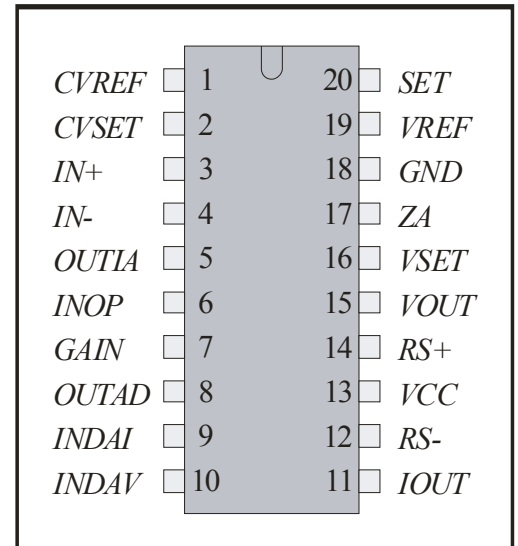 CVREF 1 20 SET
CVSET 2 19 VREF
IN+ 3 18 GND
IN- 4 17 ZA
OUTIA 5 16 VSET
INOP 6 15 VOUT
GAIN 7 14 RS+
OUTAD 8 13 VCC
INDAI 9 12 RS-
INDAV 10 11 IOUT